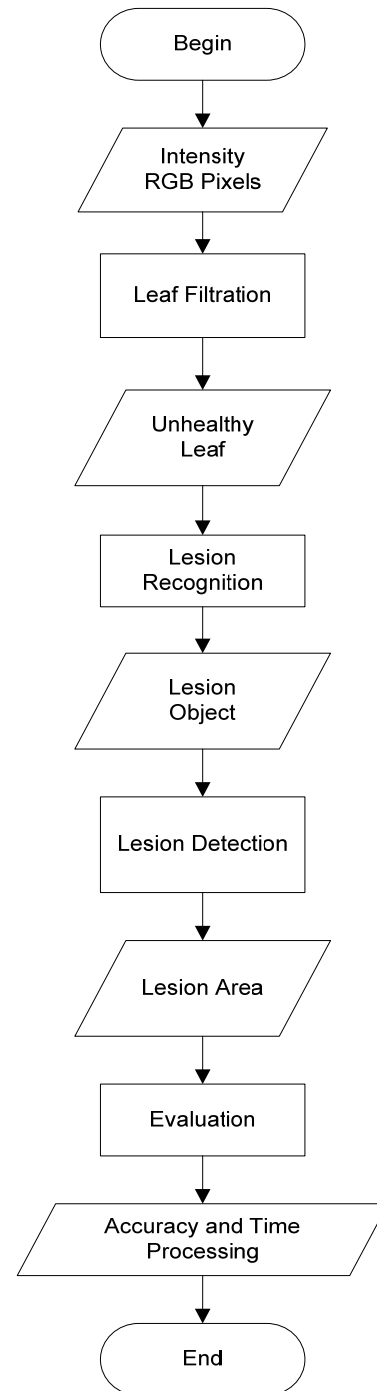 Begin
Intensity
RGB Pixels
Leaf Filtration
Unhealthy
Leaf
Lesion
Recognition
Lesion
Object
Lesion Detection
Lesion Area
Evaluation
Accuracy and Time
Processing
End